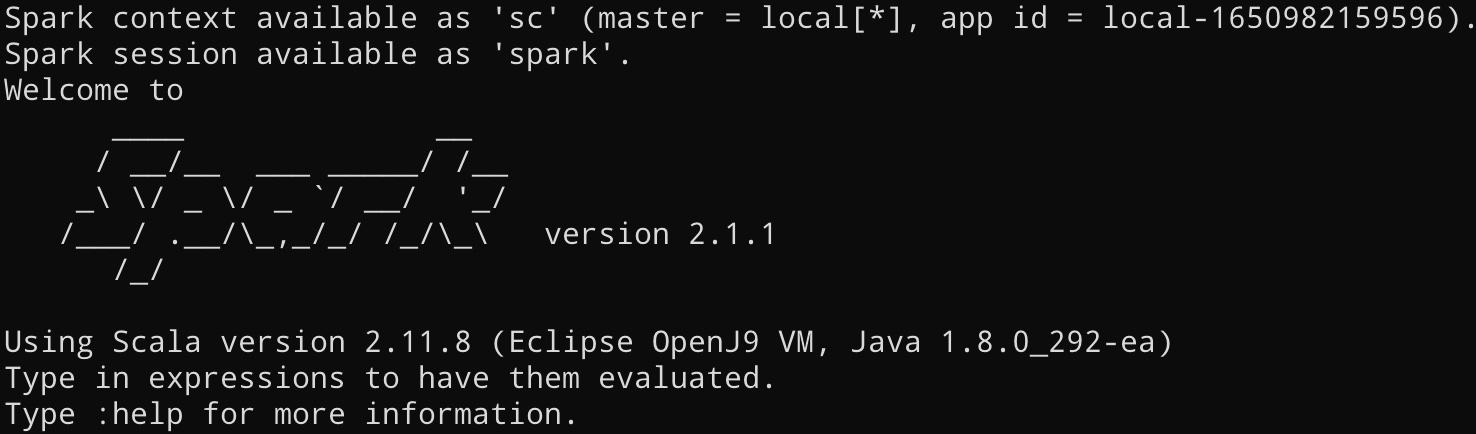 Spark context available as 'sc' (master = local[*], app id = local-1650982159596).
Spark session available as 'spark'.
Welcome to
      ____              __
     / __/__  ___ _____/ /__
    _\ \/ _ \/ _ `/ __/  '_/
   /___/ .__/\_,_/_/ /_/\_\   version 2.1.1
      /_/
Using Scala version 2.11.8 (Eclipse OpenJ9 VM, Java 1.8.0_292-ea)
Type in expressions to have them evaluated.
Type :help for more information.